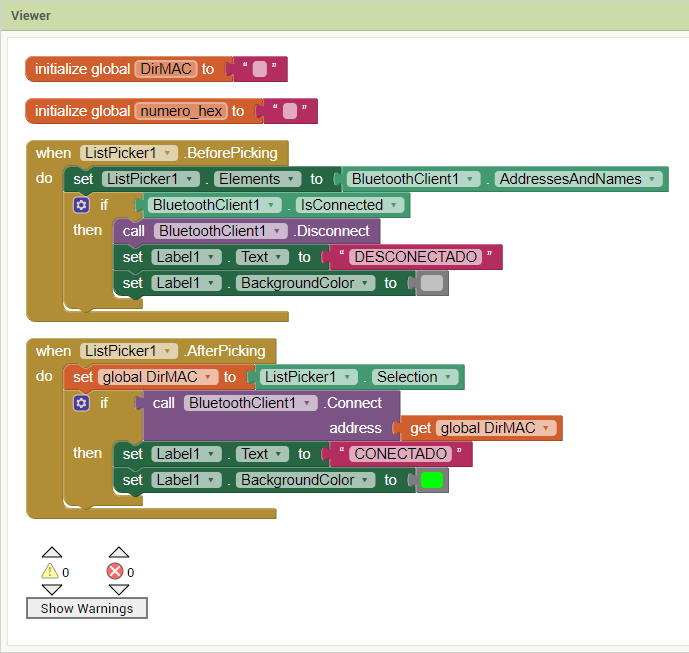 Viewer
initialize global DirMAC to “ ”
initialize global numero_hex to “ ”
when ListPicker1 .BeforePicking
do set ListPicker1 . Elements to BluetoothClient1 . AddressesAndNames
if BluetoothClient1 . IsConnected
then call BluetoothClient1 .Disconnect
set Label1 . Text to “ DESCONECTADO ”
set Label1 . BackgroundColor to
when ListPicker1 .AfterPicking
do set global DirMAC to ListPicker1 . Selection
if call BluetoothClient1 .Connect
address get global DirMAC
then set Label1 . Text to “ CONECTADO ”
set Label1 . BackgroundColor to
0 0
Show Warnings